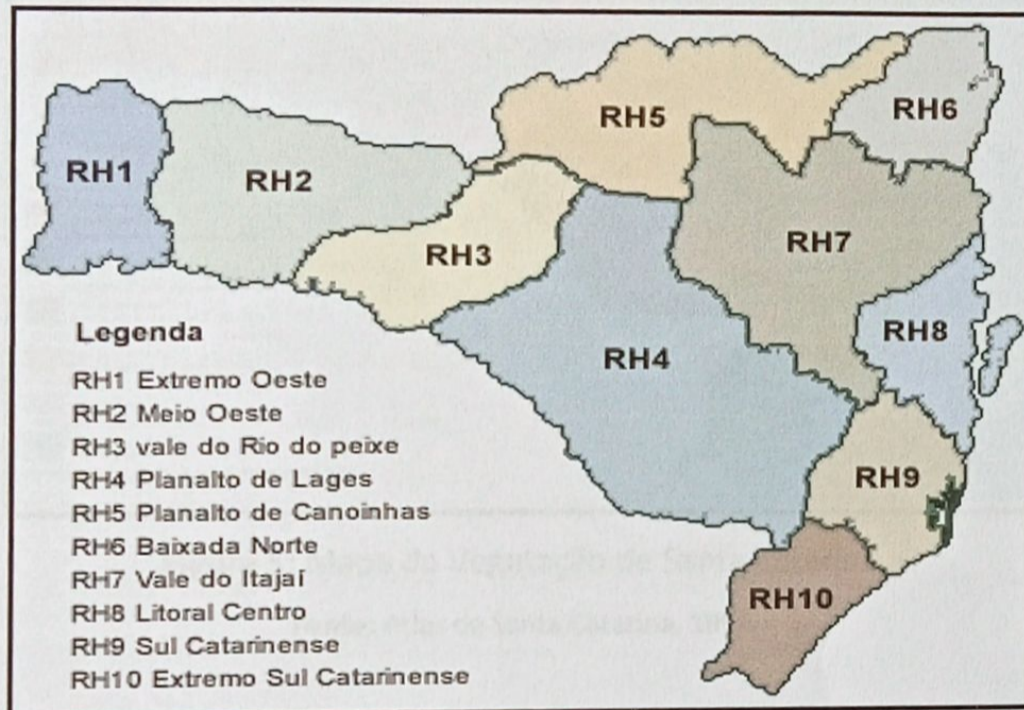 RH1
RH2
RH3
RH4
RH5
RH6
RH7
RH8
RH9
RH10
Legenda
RH1 Extremo Oeste
RH2 Meio Oeste
RH3 vale do Rio do peixe
RH4 Planalto de Lages
RH5 Planalto de Canoinhas
RH6 Baixada Norte
RH7 Vale do Itajaí
RH8 Litoral Centro
RH9 Sul Catarinense
RH10 Extremo Sul Catarinense